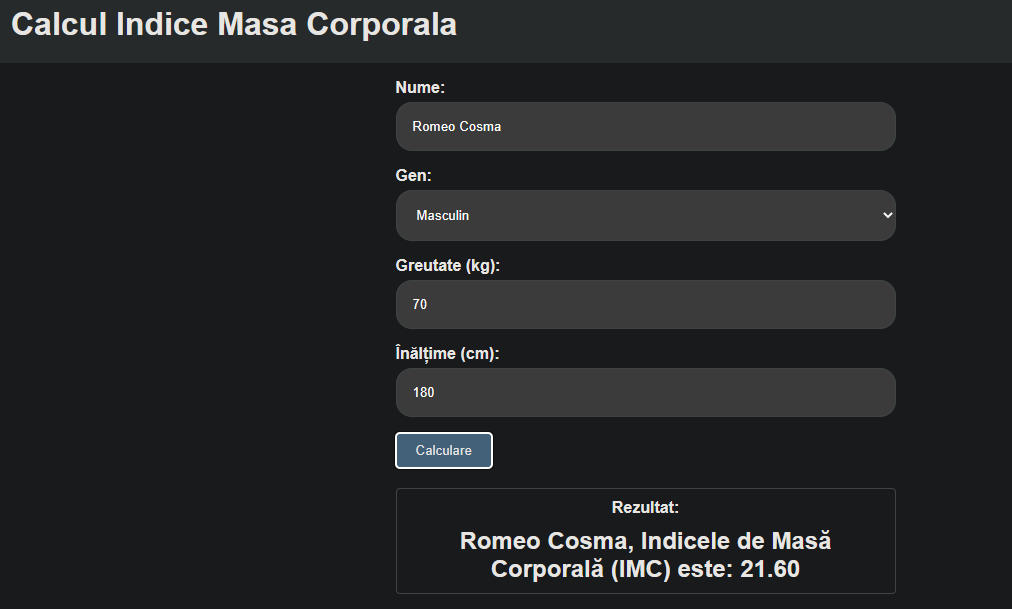 Calcul Indice Masa Corporala
Nume:
Romeo Cosma
Gen:
Masculin
Greutate (kg):
70
Înălțime (cm):
180
Calculare
Rezultat:
Romeo Cosma, Indicele de Masă
Corporală (IMC) este: 21.60